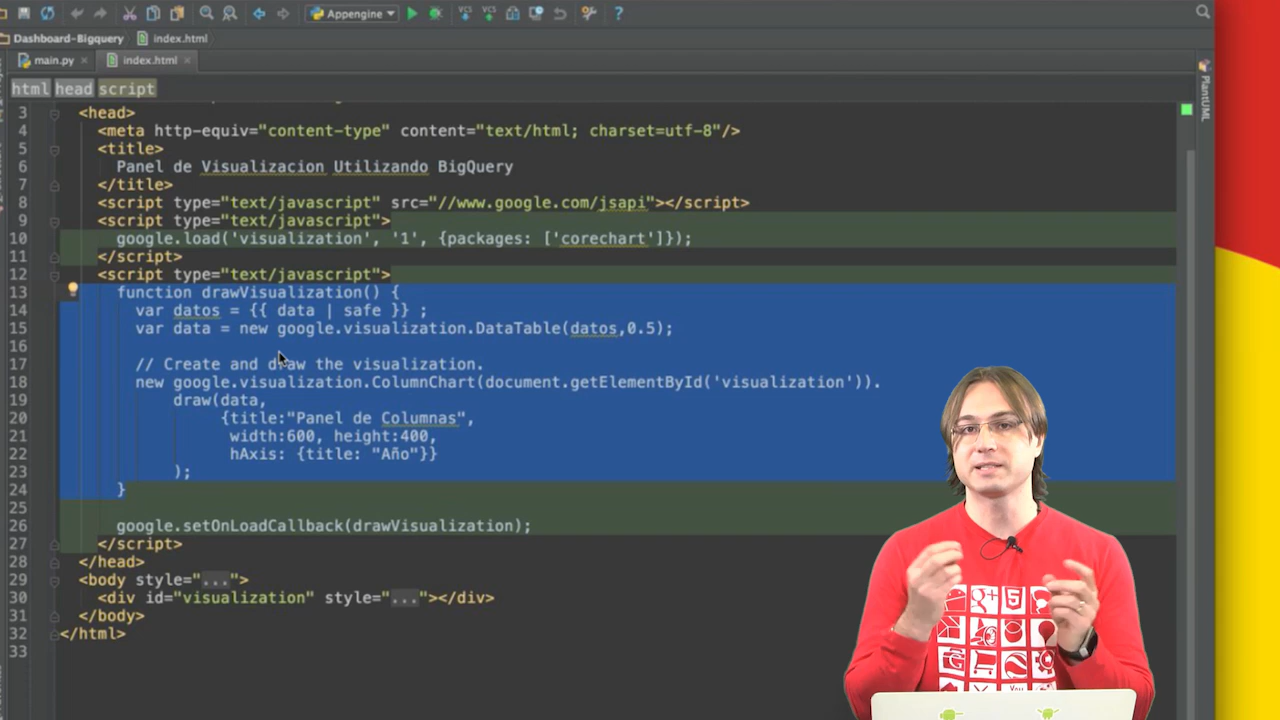 Appengine
Dashboard-Bigquery index.html
main.py index.html
html head script
PlantUML
3 <head>
4 <meta http-equiv="content-type" content="text/html; charset=utf-8"/>
5 <title>
6 Panel de Visualizacion Utilizando BigQuery
7 </title>
8 <script type="text/javascript" src="//www.google.com/jsapi"></script>
9 <script type="text/javascript">
10 google.load('visualization', '1', {packages: ['corechart']});
11 </script>
12 <script type="text/javascript">
13 function drawVisualization() {
14 var datos = {{ data | safe }} ;
15 var data = new google.visualization.DataTable(datos,0.5);
16
17 // Create and draw the visualization.
18 new google.visualization.ColumnChart(document.getElementById('visualization')).
19 draw(data,
20 {title:"Panel de Columnas",
21 width:600, height:400,
22 hAxis: {title: "Año"}}
23 );
24 }
25
26 google.setOnLoadCallback(drawVisualization);
27 </script>
28 </head>
29 <body style="...">
30 <div id="visualization" style="..."></div>
31 </body>
32 </html>
33